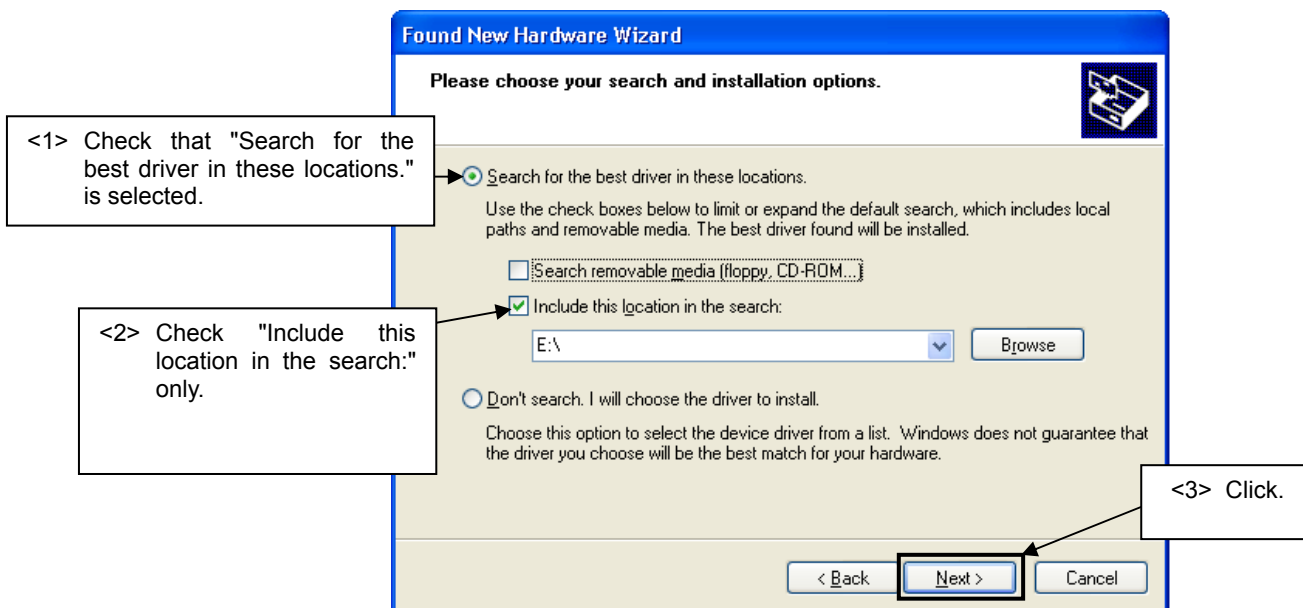 Found New Hardware Wizard
Please choose your search and installation options.
<1> Check that "Search for the
best driver in these locations."
is selected.
Search for the best driver in these locations.
Use the check boxes below to limit or expand the default search, which includes local
paths and removable media. The best driver found will be installed.
Search removable media (floppy, CD-ROM...)
Include this location in the search:
<2> Check "Include this
location in the search:"
only.
E:\
Browse
Don't search. I will choose the driver to install.
Choose this option to select the device driver from a list. Windows does not guarantee that
the driver you choose will be the best match for your hardware.
<3> Click.
< Back
Next >
Cancel